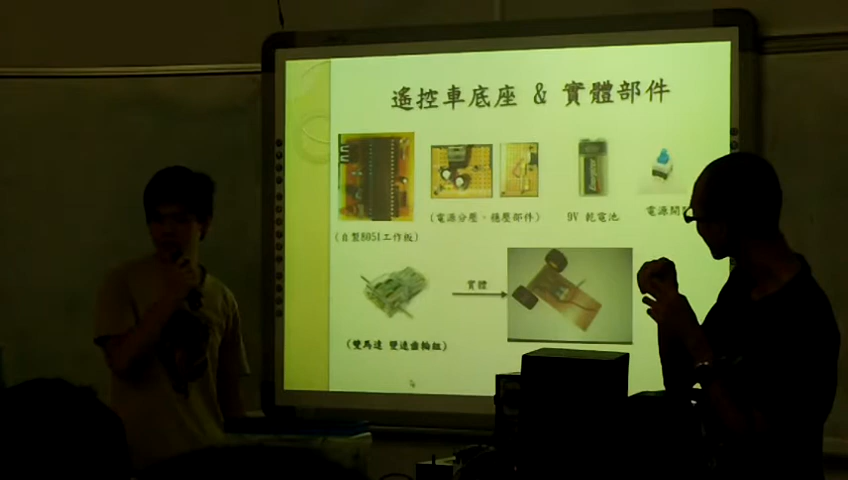 遙控車底座 & 實體部件
(自製8051工作板)
(電源分壓、穩壓部件)
9V 乾電池
電源開
實體
(雙馬達 變速齒輪組)